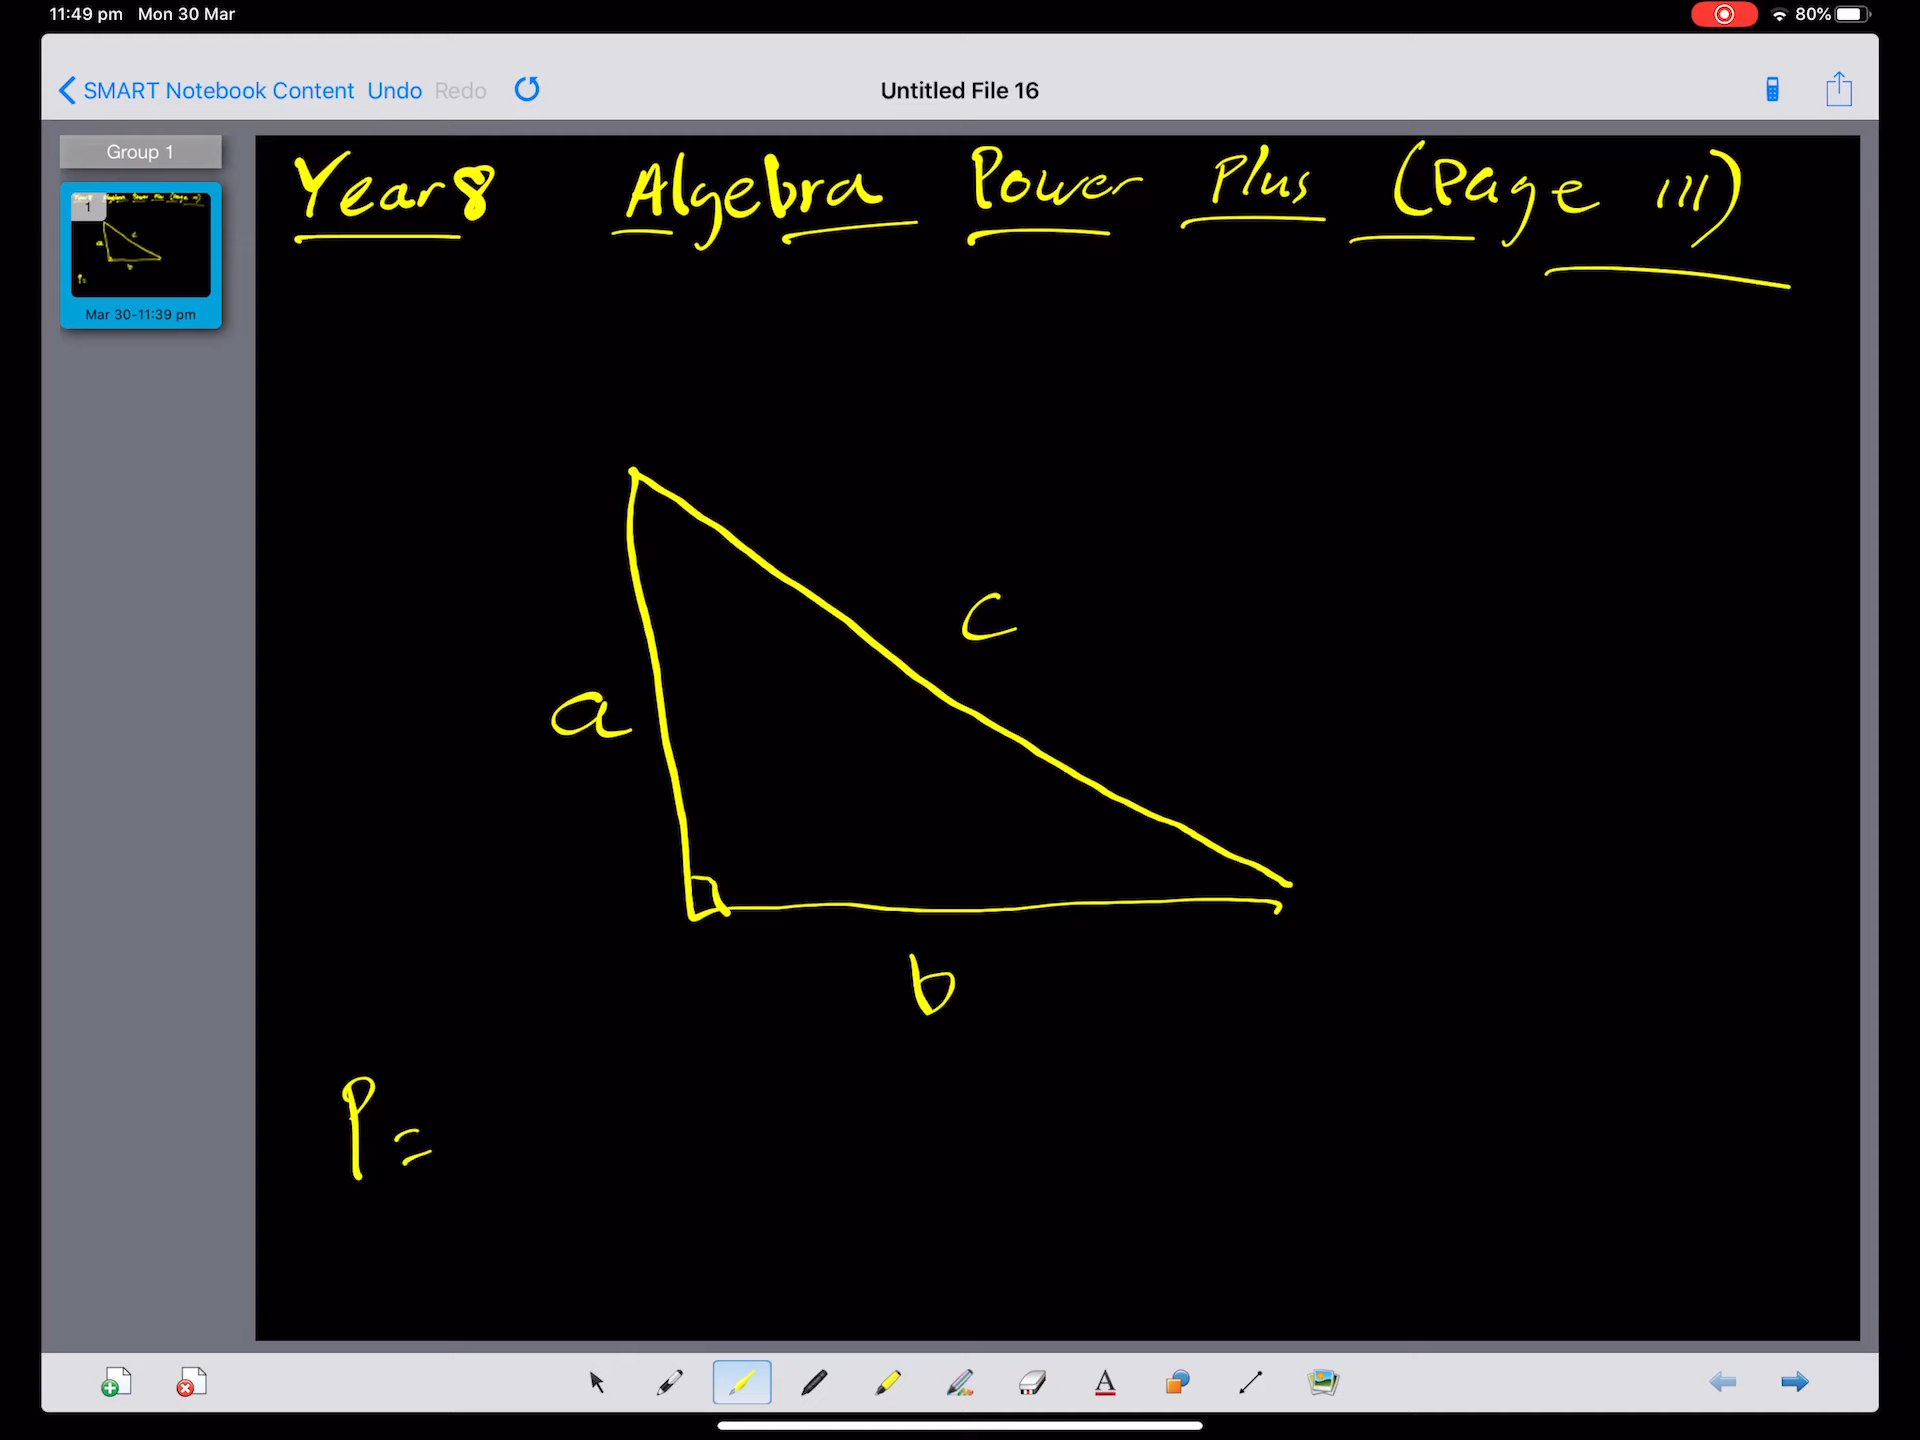 11:49 pm Mon 30 Mar
80%
SMART Notebook Content Undo Redo
Untitled File 16
Group 1
1
Mar 30-11:39 pm
Year 8 Algebra Power Plus (Page 111)
c
a
b
P=
A